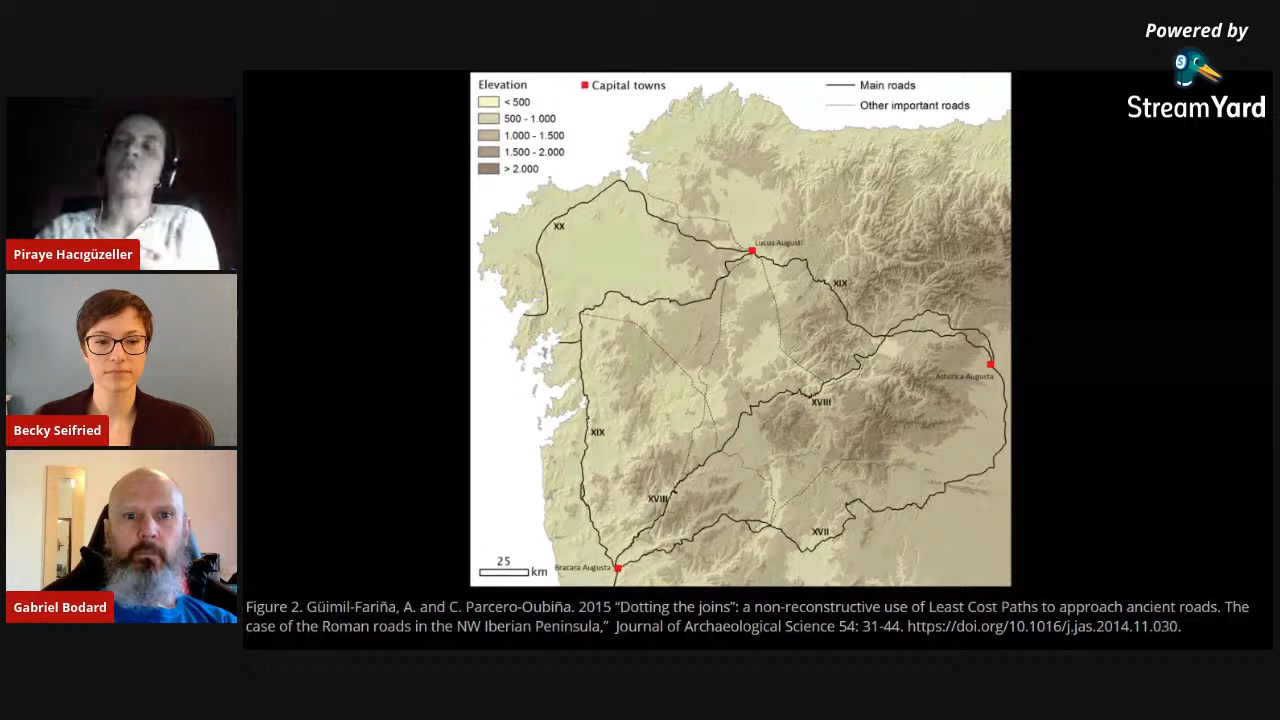 Powered by
StreamYard
Piraye Hacıgüzeller
Becky Seifried
Gabriel Bodard
Elevation
< 500
500 - 1.000
1.000 - 1.500
1.500 - 2.000
> 2.000
Capital towns
Main roads
Other important roads
XX
Lucus Augusti
XIX
Asturica Augusta
XVIII
XIX
XVIII
XVII
25
km
Bracara Augusta
Figure 2. Güimil-Fariña, A. and C. Parcero-Oubiña. 2015 “Dotting the joins”: a non-reconstructive use of Least Cost Paths to approach ancient roads. The
case of the Roman roads in the NW Iberian Peninsula,” Journal of Archaeological Science 54: 31-44. https://doi.org/10.1016/j.jas.2014.11.030.